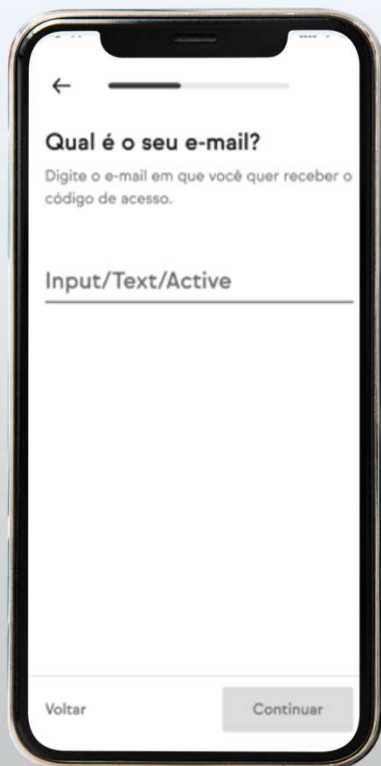 Qual é o seu e-mail?
Digite o e-mail em que você quer receber o
código de acesso.
Input/Text/Active
Voltar
Continuar